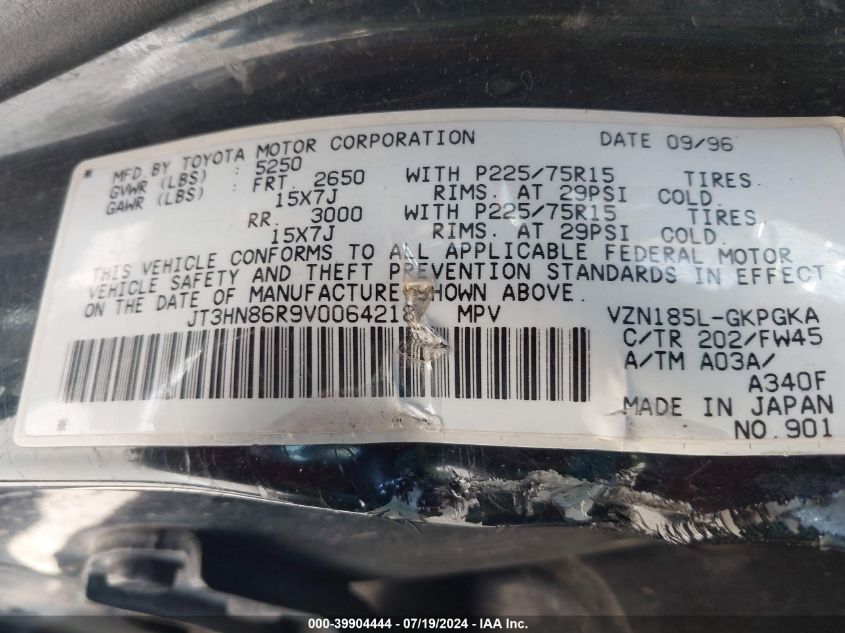 * MFD. BY TOYOTA MOTOR CORPORATION DATE 09/96
GVWR (LBS) : 5250
GAWR (LBS) : FRT 2650 WITH P225/75R15 TIRES.
15X7J RIMS. AT 29PSI COLD.
RR. 3000 WITH P225/75R15 TIRES.
15X7J RIMS. AT 29PSI COLD.
THIS VEHICLE CONFORMS TO ALL APPLICABLE FEDERAL MOTOR
VEHICLE SAFETY AND THEFT PREVENTION STANDARDS IN EFFECT
ON THE DATE OF MANUFACTURE SHOWN ABOVE.
JT3HN86R9V0064218 MPV VZN185L-GKPGKA
C/TR 202/FW45
A/TM A03A/
A340F
MADE IN JAPAN
* NO.901
000-39904444 / 07/19/2024 - IAA Inc.